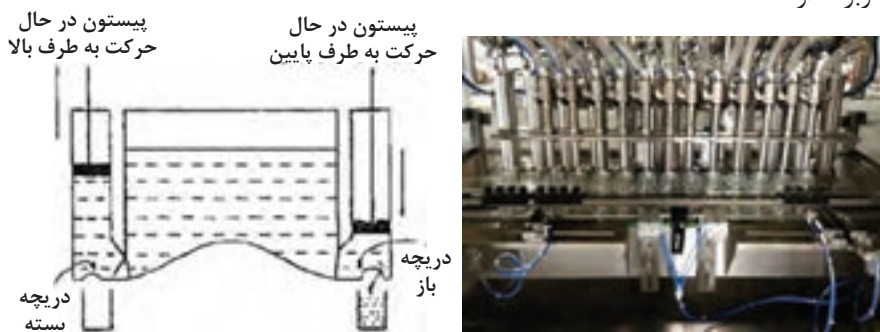 پیستون در حال
حرکت به طرف بالا
پیستون در حال
حرکت به طرف پایین
دریچه
بسته
دریچه
باز